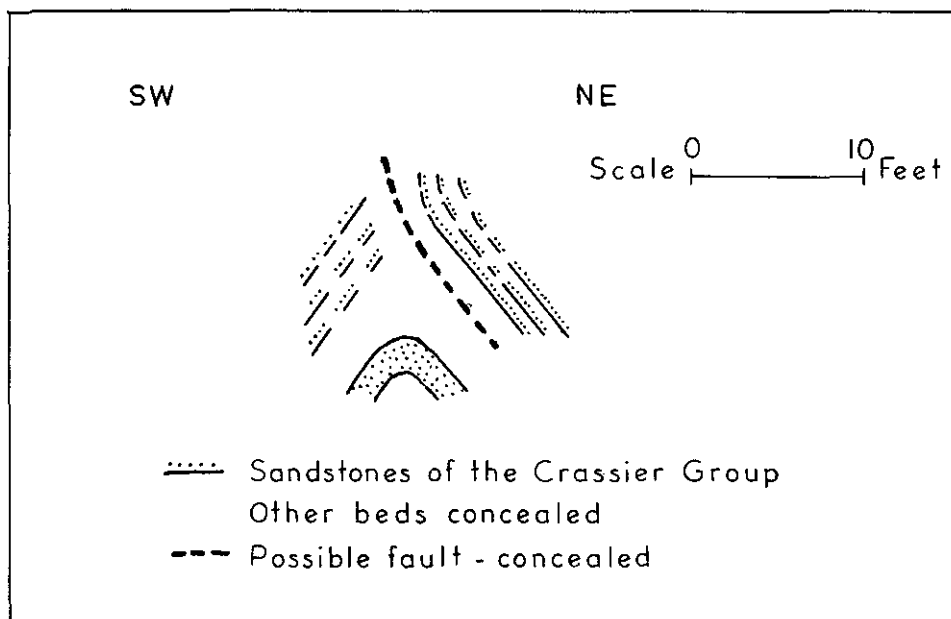 SW
NE
0 10
Scale Feet
Sandstones of the Crassier Group
Other beds concealed
Possible fault - concealed